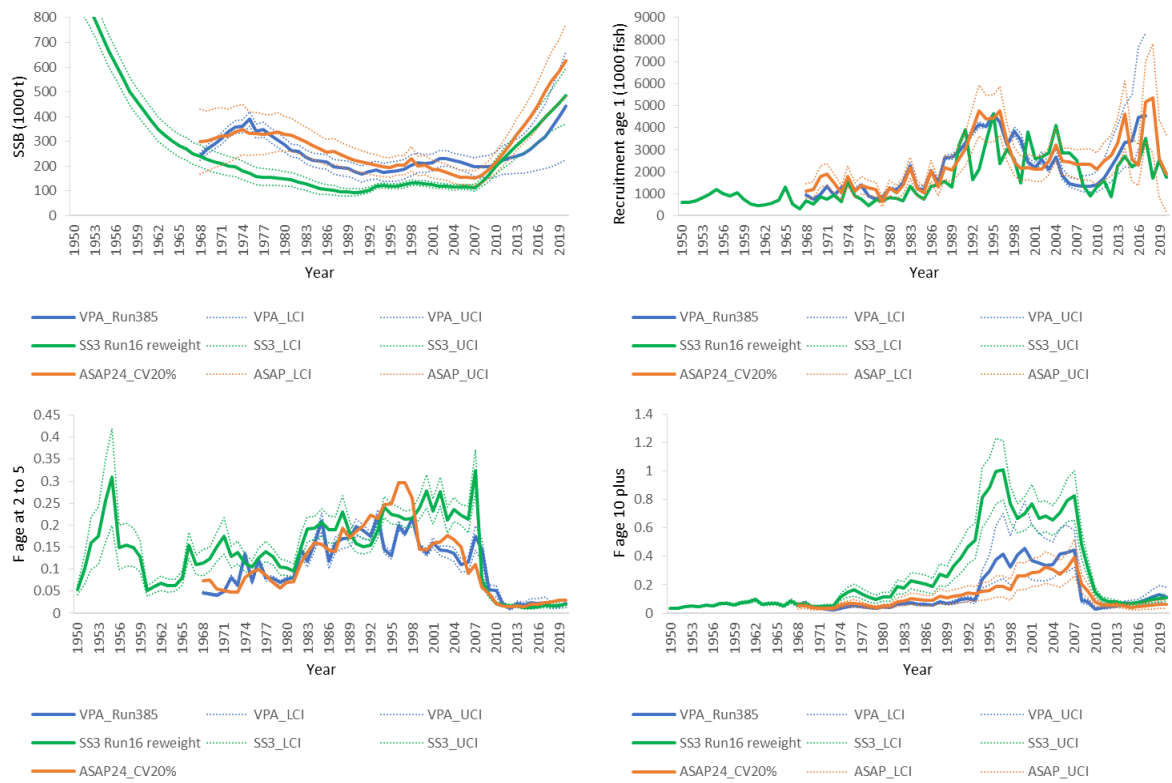 SSB (1000 t)
800
700
600
500
400
300
200
100
0
1950 1953 1956 1959 1962 1965 1968 1971 1974 1977 1980 1983 1986 1989 1992 1995 1998 2001 2004 2007 2010 2013 2016 2019
Year
VPA_Run385 VPA_LCI VPA_UCI
SS3 Run16 reweight SS3_LCI SS3_UCI
ASAP24_CV20% ASAP_LCI ASAP_UCI
Recruitment age 1 (1000 fish)
9000
8000
7000
6000
5000
4000
3000
2000
1000
0
1950 1953 1956 1959 1962 1965 1968 1971 1974 1977 1980 1983 1986 1989 1992 1995 1998 2001 2004 2007 2010 2013 2016 2019
Year
VPA_Run385 VPA_LCI VPA_UCI
SS3 Run16 reweight SS3_LCI SS3_UCI
ASAP24_CV20% ASAP_LCI ASAP_UCI
F age at 2 to 5
0.45
0.4
0.35
0.3
0.25
0.2
0.15
0.1
0.05
0
1950 1953 1956 1959 1962 1965 1968 1971 1974 1977 1980 1983 1986 1989 1992 1995 1998 2001 2004 2007 2010 2013 2016 2019
Year
VPA_Run385 VPA_LCI VPA_UCI
SS3 Run16 reweight SS3_LCI SS3_UCI
ASAP24_CV20%
F age 10 plus
1.4
1.2
1
0.8
0.6
0.4
0.2
0
1950 1953 1956 1959 1962 1965 1968 1971 1974 1977 1980 1983 1986 1989 1992 1995 1998 2001 2004 2007 2010 2013 2016 2019
Year
VPA_Run385 VPA_LCI VPA_UCI
SS3 Run16 reweight SS3_LCI SS3_UCI
ASAP24_CV20% ASAP_LCI ASAP_UCI